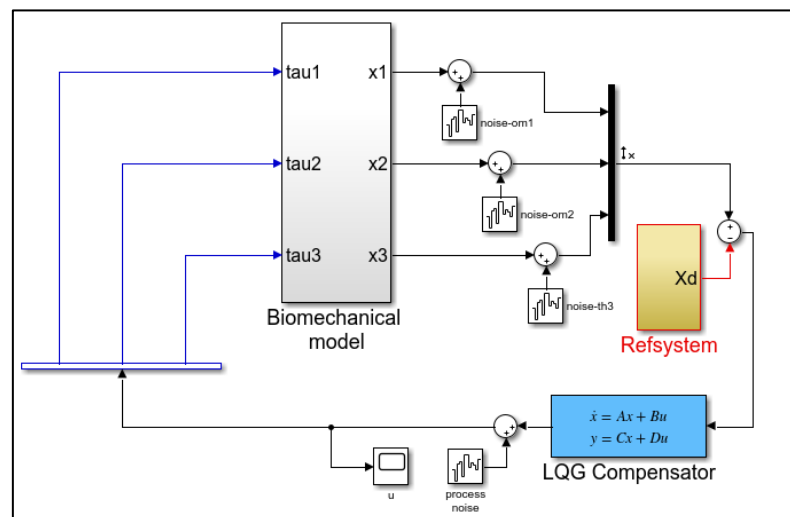 tau1
x1
noise-om1
tau2
x2
x
noise-om2
tau3
x3
noise-th3
Xd
Biomechanical
model
Refsystem
ẋ = Ax + Bu
y = Cx + Du
LQG Compensator
u
process
noise